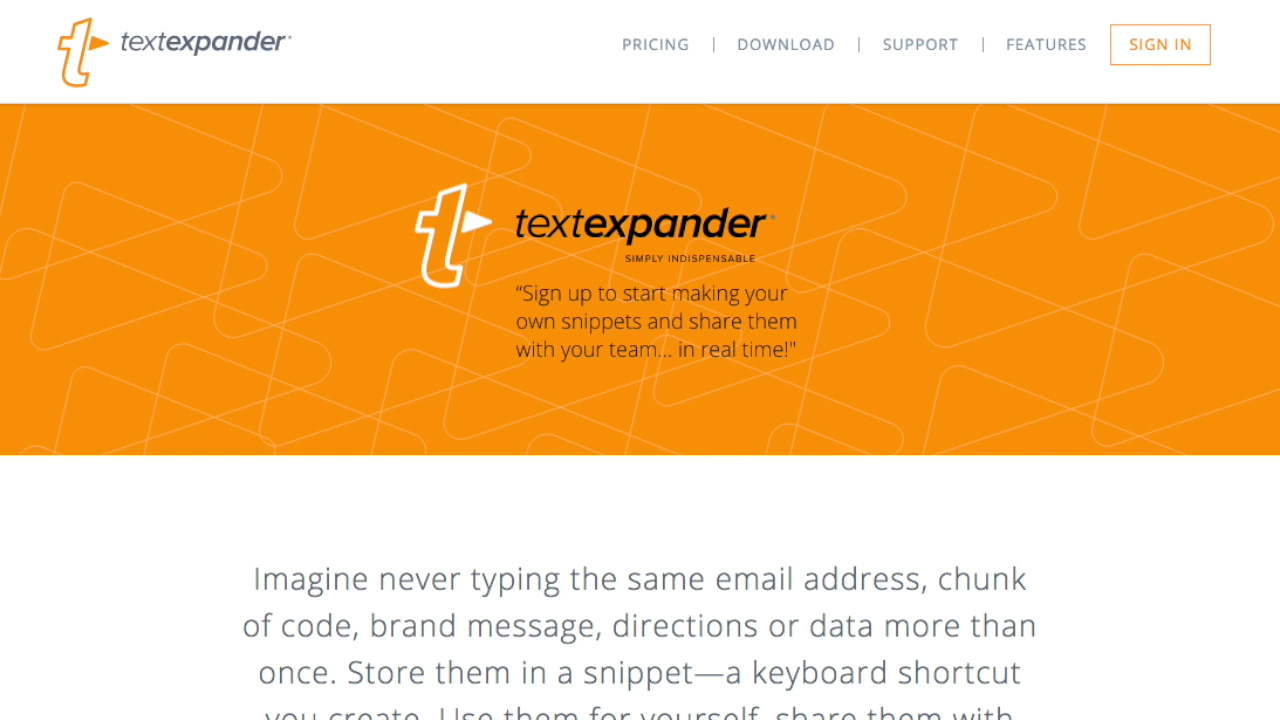 textexpander
PRICING | DOWNLOAD | SUPPORT | FEATURES SIGN IN
textexpander
SIMPLY INDISPENSABLE
“Sign up to start making your
own snippets and share them
with your team... in real time!"
Imagine never typing the same email address, chunk
of code, brand message, directions or data more than
once. Store them in a snippet—a keyboard shortcut
you create. Use them for yourself, share them with